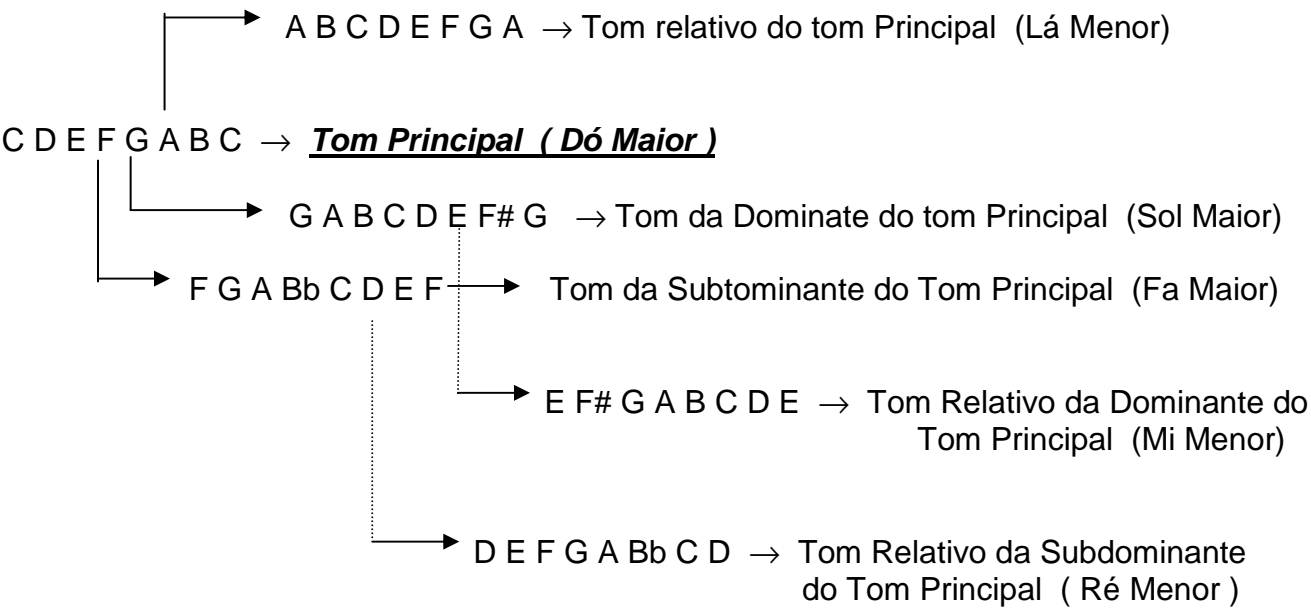 A B C D E F G A → Tom relativo do tom Principal (Lá Menor)
C D E F G A B C → Tom Principal ( Dó Maior )
G A B C D E F# G → Tom da Dominate do tom Principal (Sol Maior)
F G A Bb C D E F Tom da Subtominante do Tom Principal (Fa Maior)
E F# G A B C D E → Tom Relativo da Dominante do
Tom Principal (Mi Menor)
D E F G A Bb C D → Tom Relativo da Subdominante
do Tom Principal ( Ré Menor )